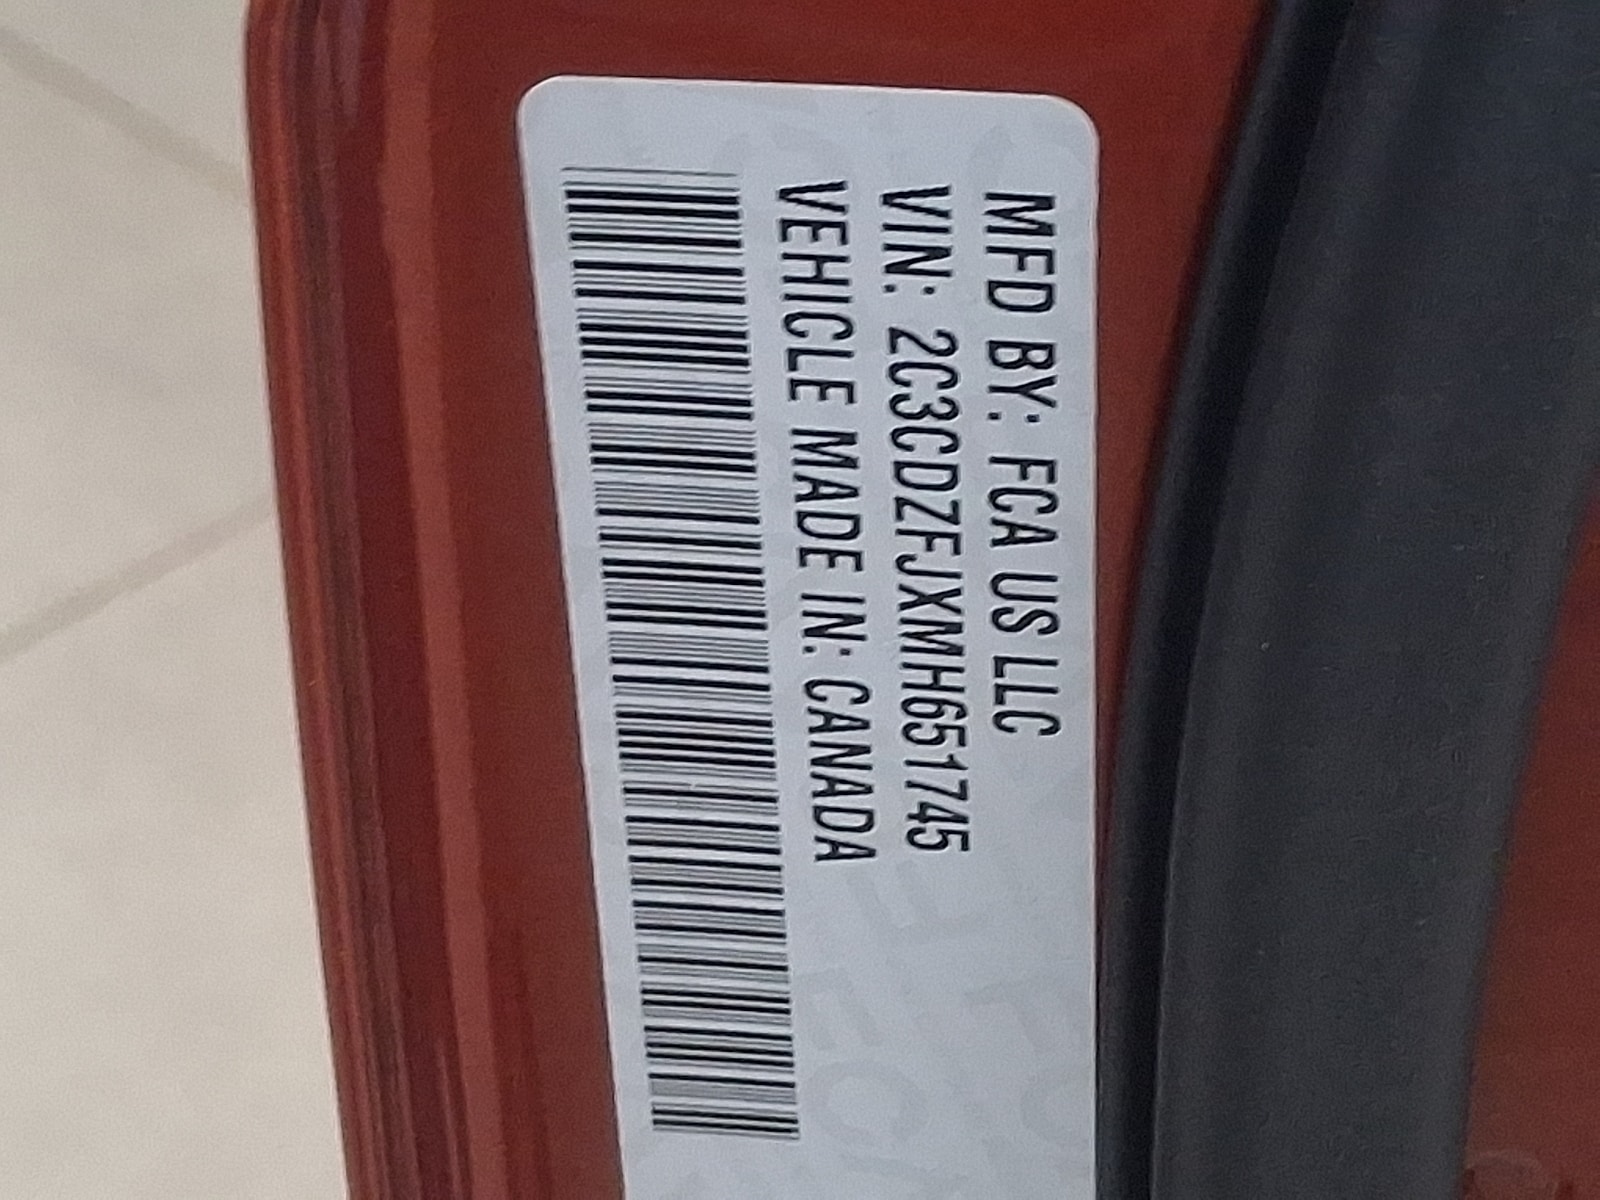 MFD BY: FCA US LLC
VIN: 2C3CDZFJXMH651745
VEHICLE MADE IN: CANADA